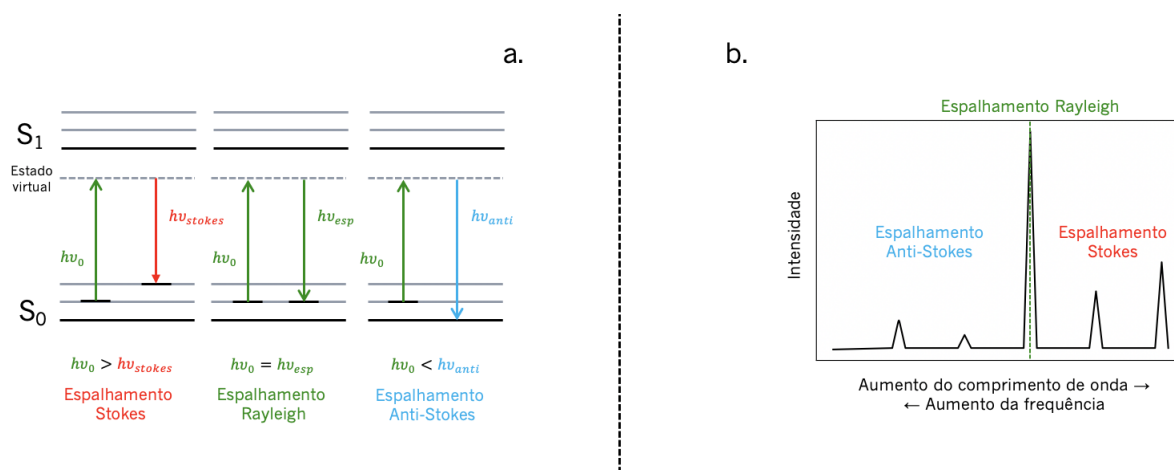 a.
S1
Estado
virtual
hν0
hνstokes
hν0
hνesp
hν0
hνanti
S0
hν0 > hνstokes
Espalhamento
Stokes
hν0 = hνesp
Espalhamento
Rayleigh
hν0 < hνanti
Espalhamento
Anti-Stokes
b.
Espalhamento Rayleigh
Intensidade
Espalhamento
Anti-Stokes
Espalhamento
Stokes
Aumento do comprimento de onda →
← Aumento da frequência